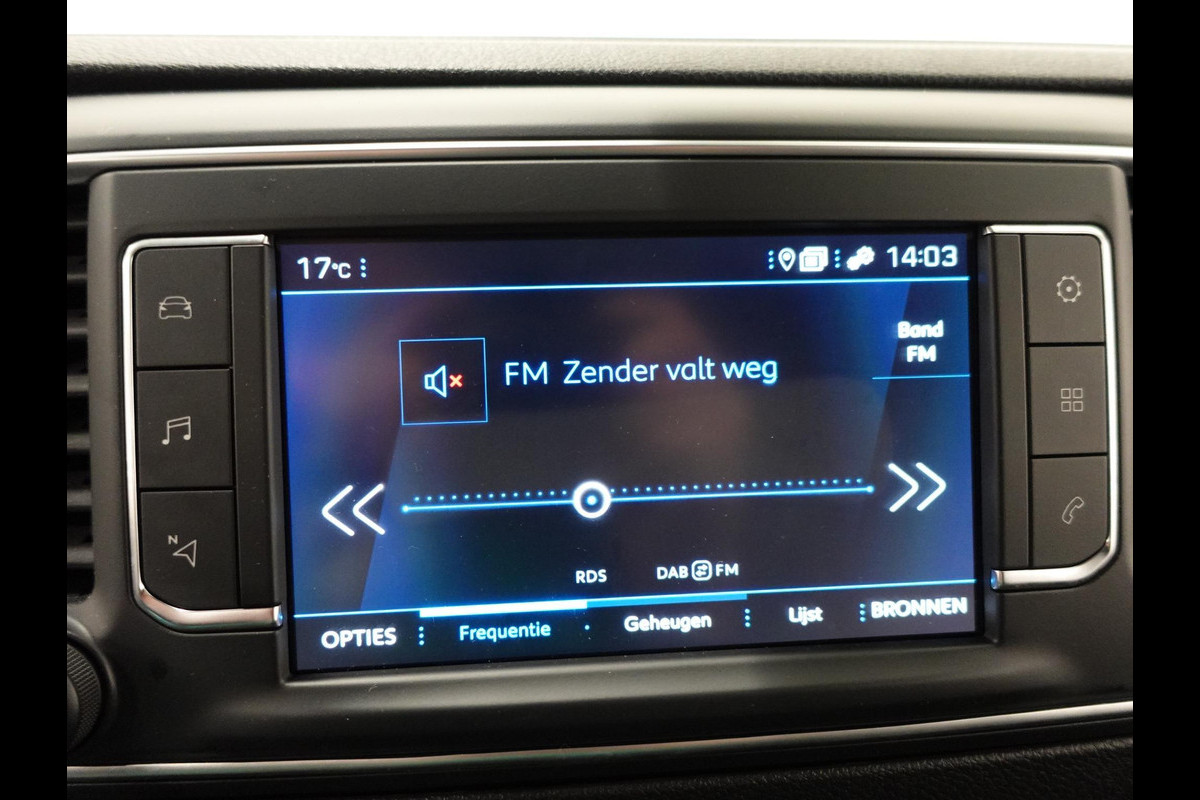 17°C
14:03
Band
FM
FM Zender valt weg
N
RDS
DAB FM
OPTIES
Frequentie
Geheugen
Lijst
BRONNEN